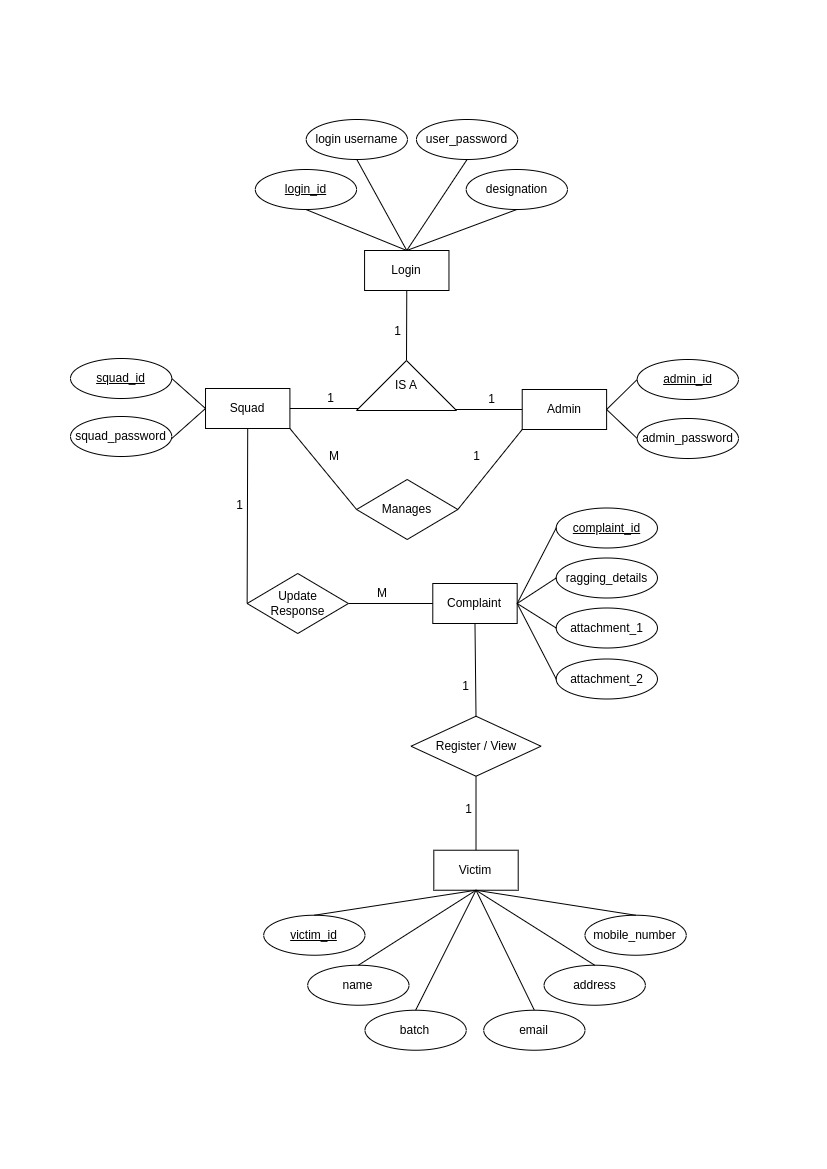 login username
user_password
login_id
designation
Login
1
IS A
squad_id
squad_password
Squad
1
1
Admin
admin_id
admin_password
M
1
Manages
1
complaint_id
ragging_details
attachment_1
attachment_2
Update
Response
M
Complaint
1
Register / View
1
Victim
victim_id
mobile_number
name
address
batch
email